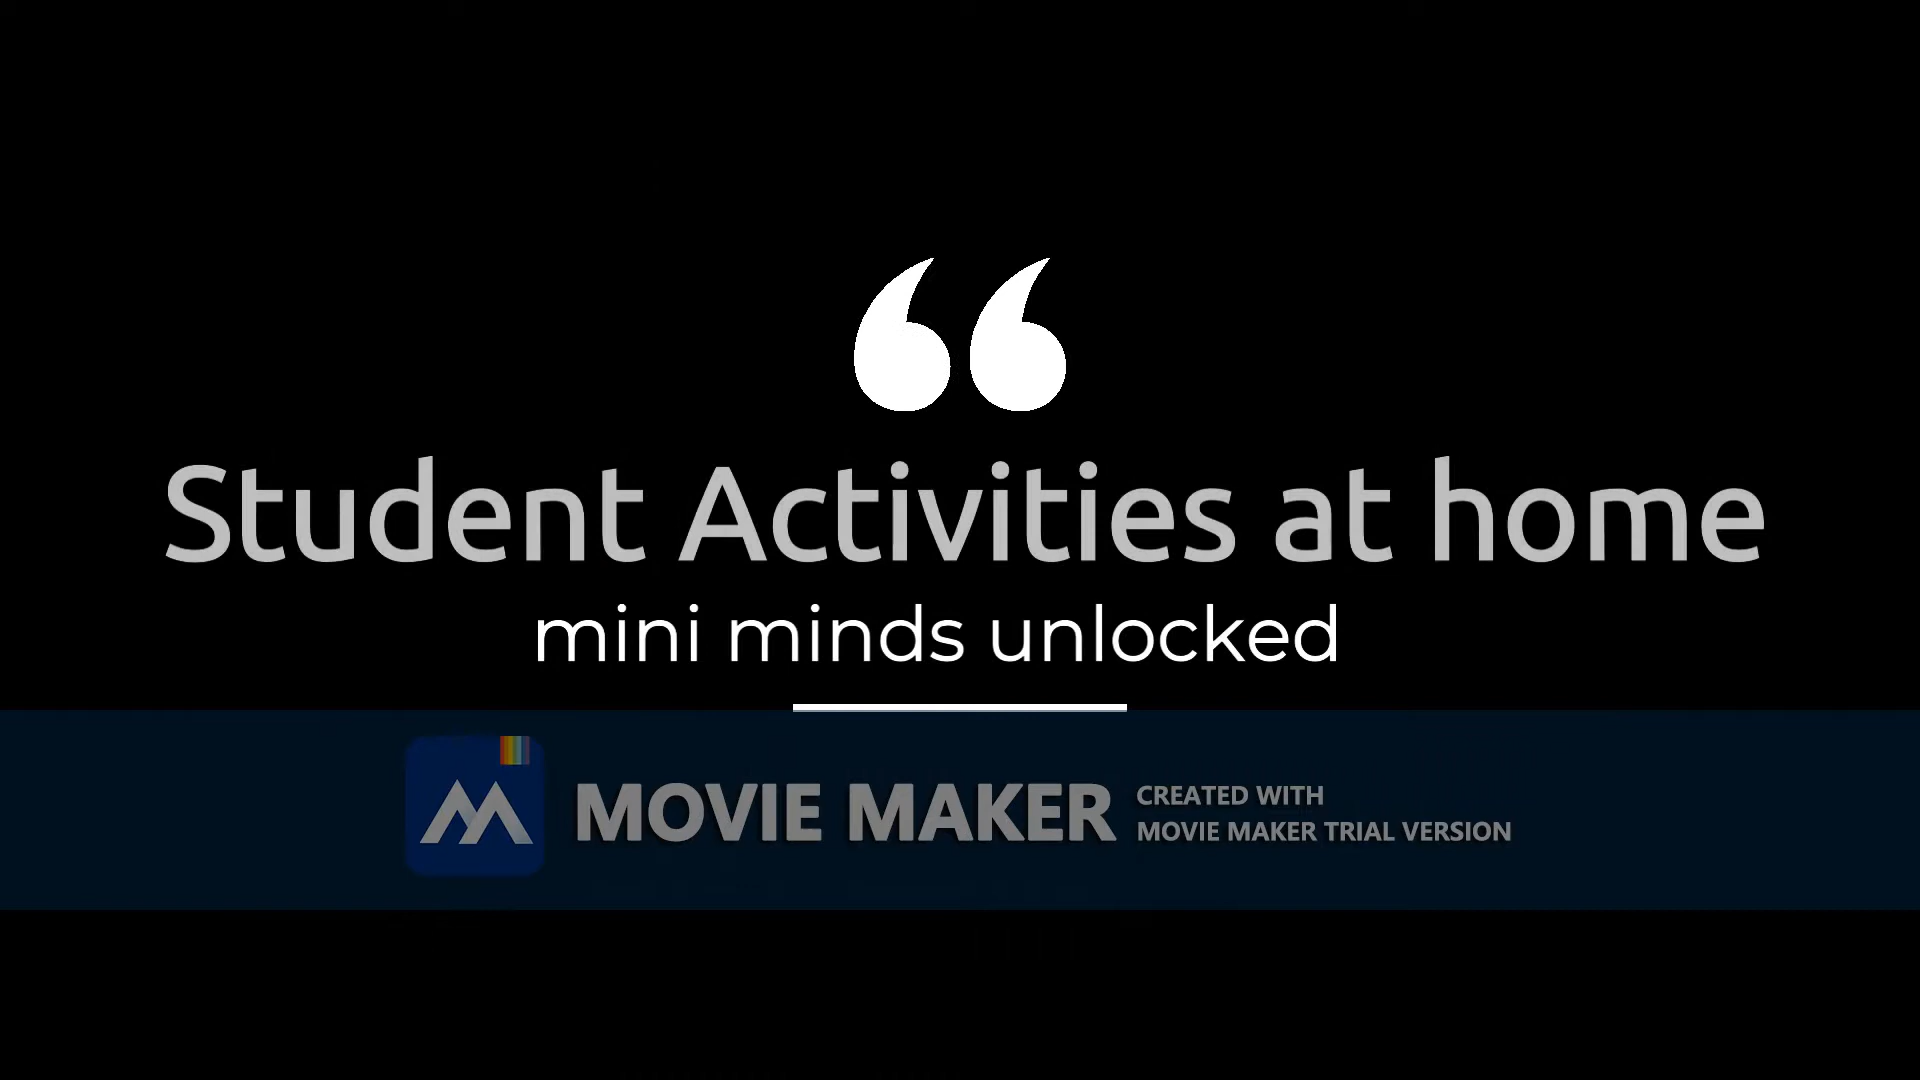 “
Student Activities at home
mini minds unlocked
MOVIE MAKER
CREATED WITH
MOVIE MAKER TRIAL VERSION